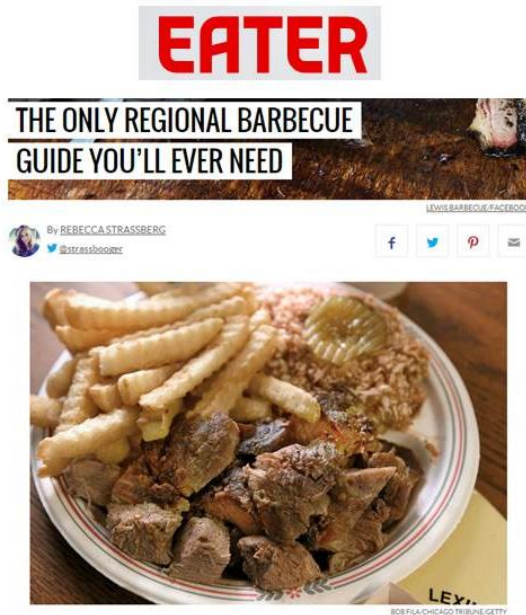 EATER
THE ONLY REGIONAL BARBECUE
GUIDE YOU'LL EVER NEED
LEWIS BARBECUE/FACEBOOK
By REBECCA STRASSBERG
@strassbooger
BOB FILA/CHICAGO TRIBUNE/GETTY